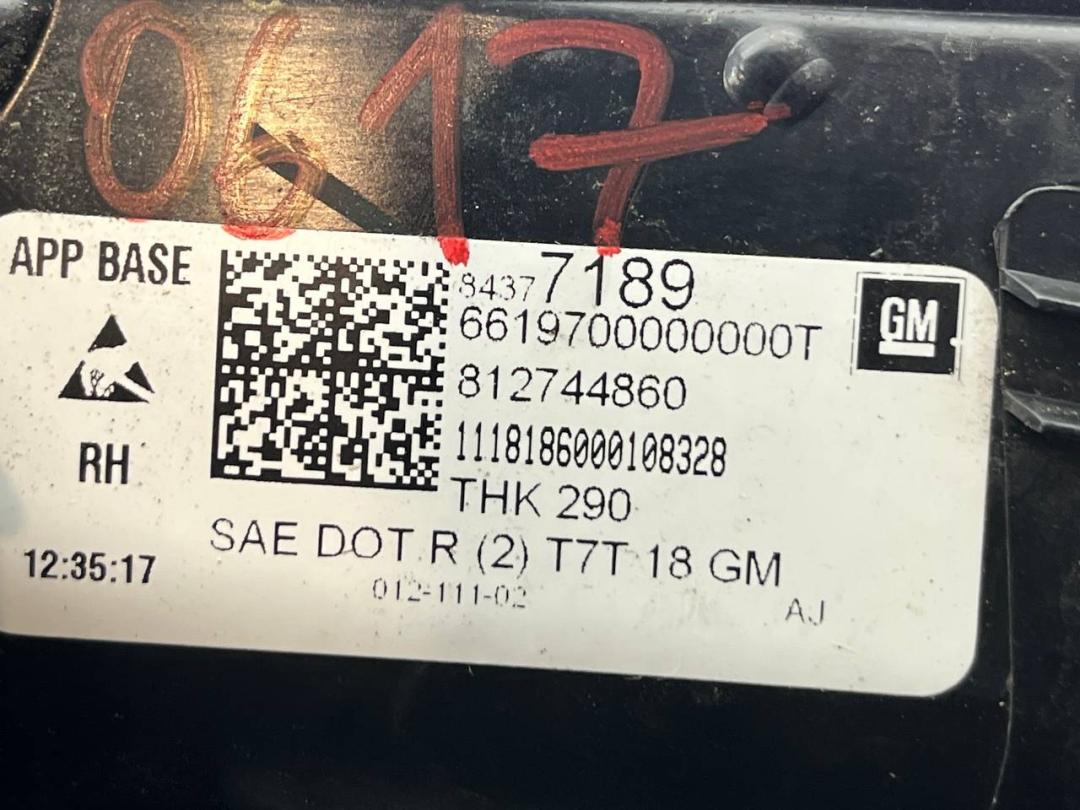 0617
APP BASE
84377189
GM
6619700000000T
812744860
1118186000108328
RH
THK 290
SAE DOT R (2) T7T 18 GM
12:35:17
012-111-02
AJ